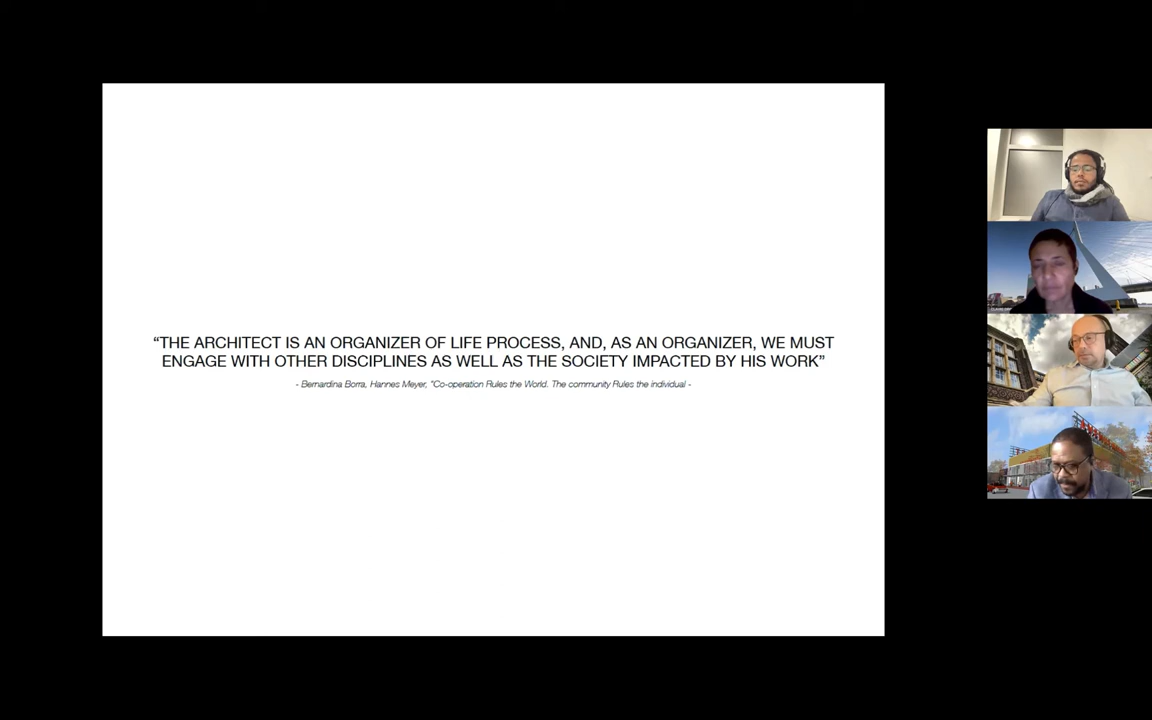 “THE ARCHITECT IS AN ORGANIZER OF LIFE PROCESS, AND, AS AN ORGANIZER, WE MUST
ENGAGE WITH OTHER DISCIPLINES AS WELL AS THE SOCIETY IMPACTED BY HIS WORK”
- Bernardina Borra, Hannes Meyer, “Co-operation Rules the World. The community Rules the individual -